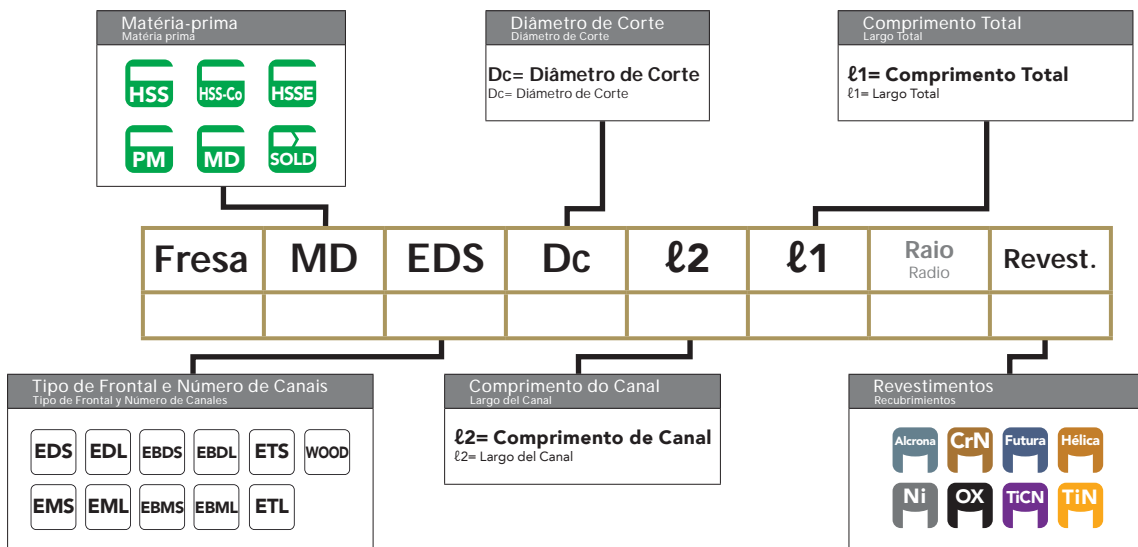 Matéria-prima
Matéria prima
HSS HSS-Co HSSE
PM MD SOLD
Diâmetro de Corte
Diámetro de Corte
Dc= Diâmetro de Corte
Dc= Diámetro de Corte
Comprimento Total
Largo Total
ℓ1= Comprimento Total
ℓ1= Largo Total
Fresa MD EDS Dc ℓ2 ℓ1 Raio Revest.
Radio
Tipo de Frontal e Número de Canais
Tipo de Frontal y Número de Canales
EDS EDL EBDS EBDL ETS WOOD
EMS EML EBMS EBML ETL
Comprimento do Canal
Largo del Canal
ℓ2= Comprimento de Canal
ℓ2= Largo del Canal
Revestimentos
Recubrimientos
Alcrona CrN Futura Hélica
Ni OX TiCN TiN